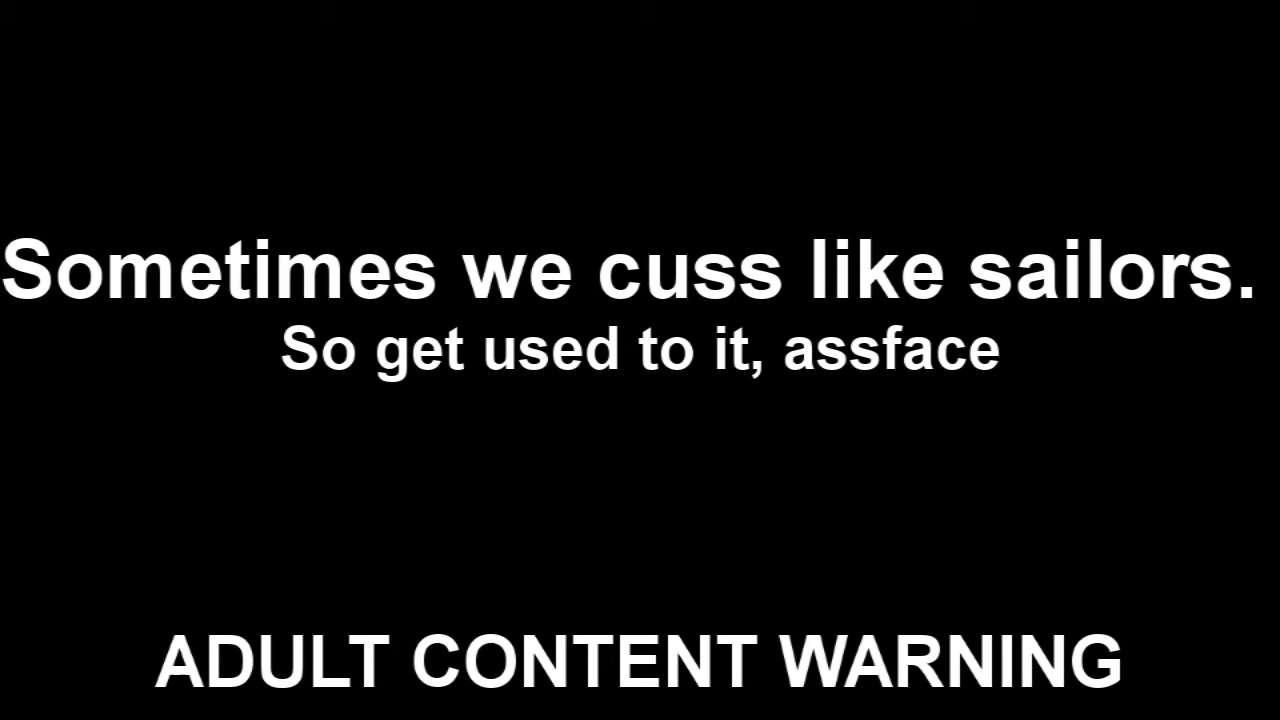 Sometimes we cuss like sailors.
So get used to it, assface
ADULT CONTENT WARNING